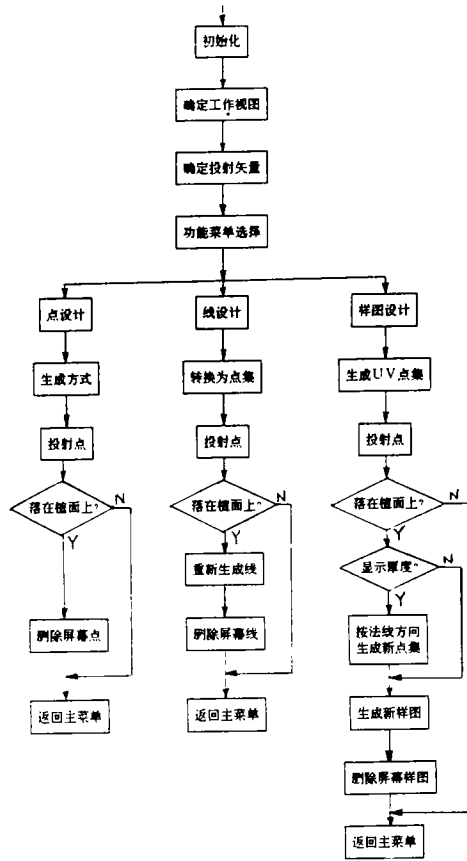 初始化
确定工作视图
确定投射矢量
功能菜单选择
点设计
生成方式
投射点
落在楦面上?
N
Y
删除屏幕点
返回主菜单
线设计
转换为点集
投射点
落在楦面上?
N
Y
重新生成线
删除屏幕线
返回主菜单
样图设计
生成UV点集
投射点
落在楦面上?
N
Y
显示厚度?
N
Y
按法线方向
生成新点集
生成新样图
删除屏幕样图
返回主菜单